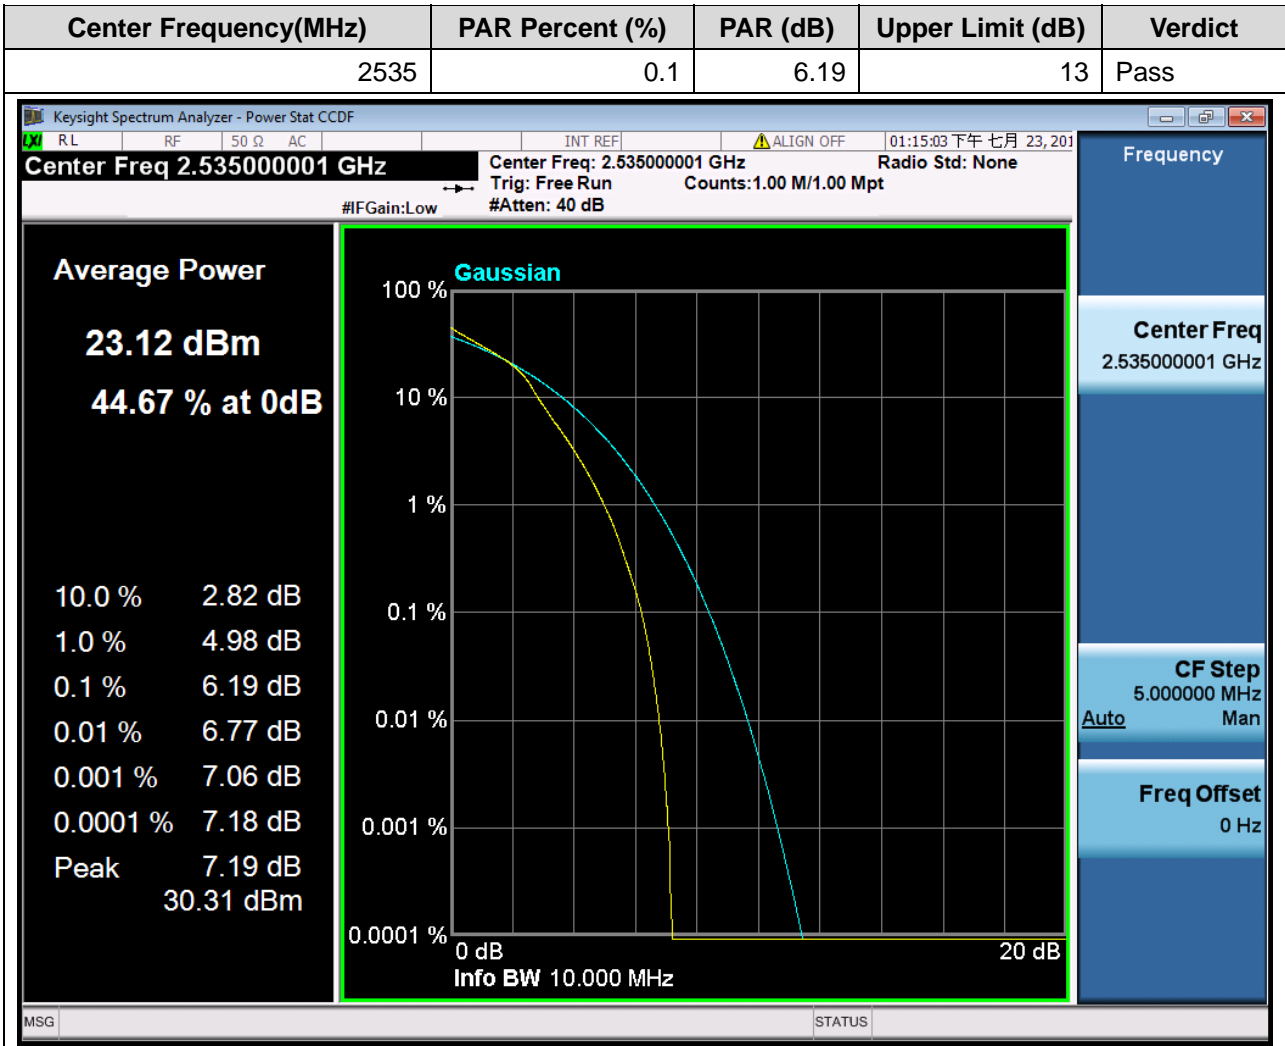 Center Frequency(MHz) PAR Percent (%) PAR (dB) Upper Limit (dB) Verdict
2535 0.1 6.19 13 Pass
Keysight Spectrum Analyzer - Power Stat CCDF
LXI RL RF 50 Ω AC INT REF ALIGN OFF 01:15:03 下午 七月 23, 201
Center Freq 2.535000001 GHz
Center Freq: 2.535000001 GHz Radio Std: None
Trig: Free Run Counts:1.00 M/1.00 Mpt
#IFGain:Low #Atten: 40 dB
Average Power
23.12 dBm
44.67 % at 0dB
10.0 % 2.82 dB
1.0 % 4.98 dB
0.1 % 6.19 dB
0.01 % 6.77 dB
0.001 % 7.06 dB
0.0001 % 7.18 dB
Peak 7.19 dB
30.31 dBm
Gaussian
100 %
10 %
1 %
0.1 %
0.01 %
0.001 %
0.0001 %
0 dB 20 dB
Info BW 10.000 MHz
Frequency
Center Freq
2.535000001 GHz
CF Step
5.000000 MHz
Auto Man
Freq Offset
0 Hz
MSG STATUS